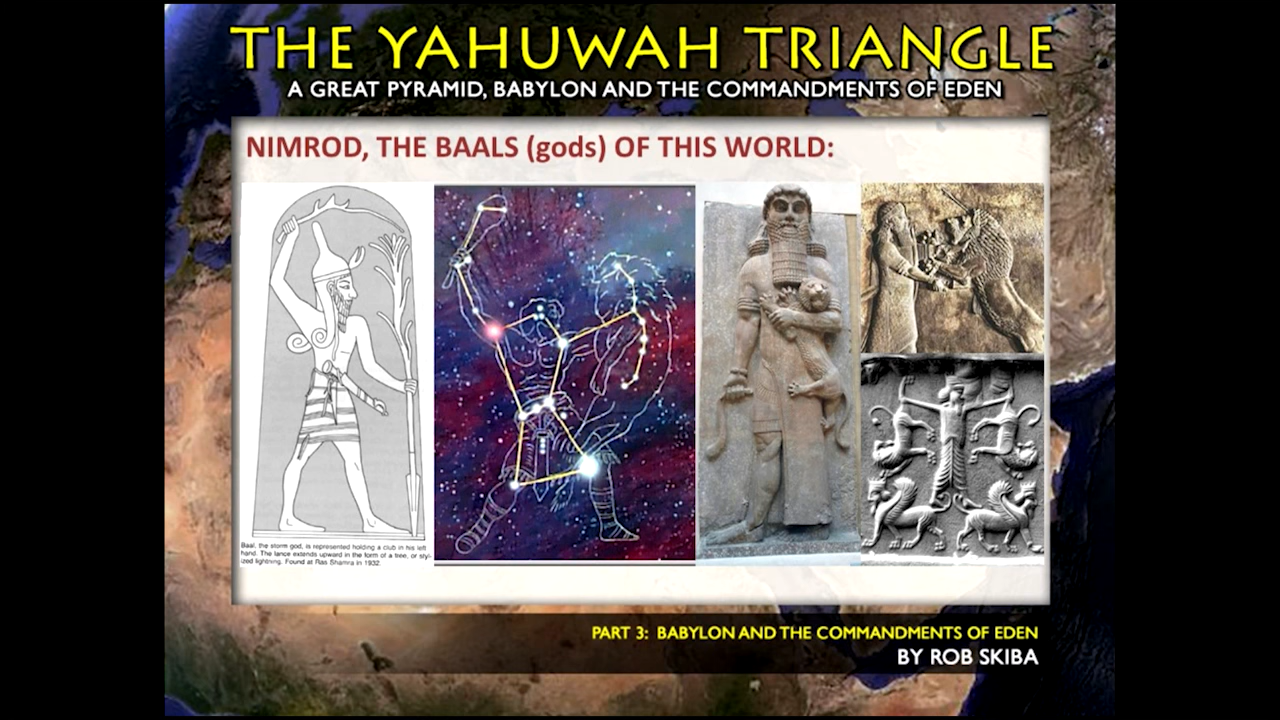 THE YAHUWAH TRIANGLE
A GREAT PYRAMID, BABYLON AND THE COMMANDMENTS OF EDEN
NIMROD, THE BAALS (gods) OF THIS WORLD:
Baal, the storm god, is represented holding a club in his left
hand. The lance extends upward in the form of a tree, or styl-
ized lightning. Found at Ras Shamra in 1932.
PART 3: BABYLON AND THE COMMANDMENTS OF EDEN
BY ROB SKIBA